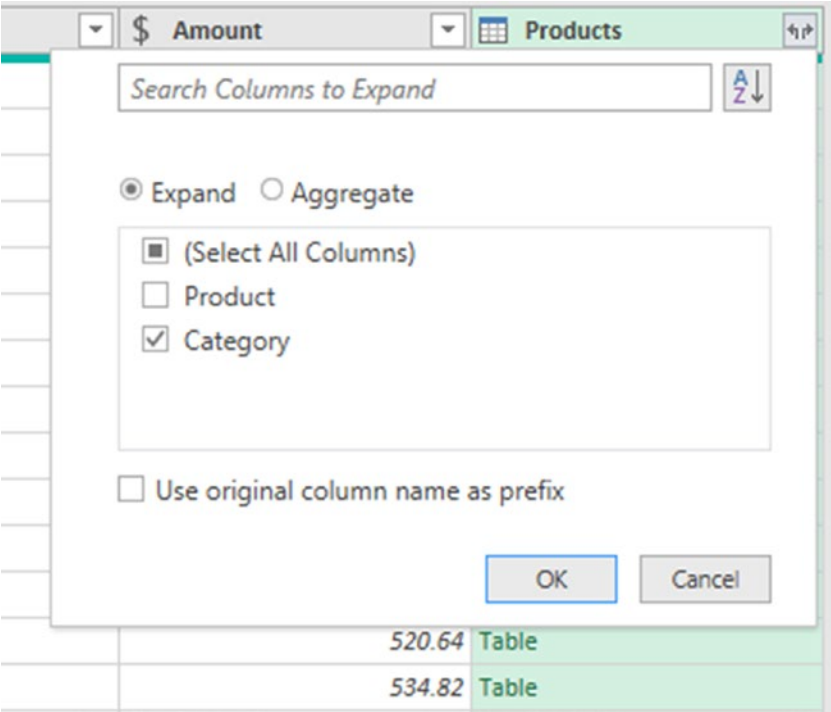 $ Amount Products
Search Columns to Expand
A
Z
Expand Aggregate
(Select All Columns)
Product
Category
Use original column name as prefix
OK Cancel
520.64 Table
534.82 Table